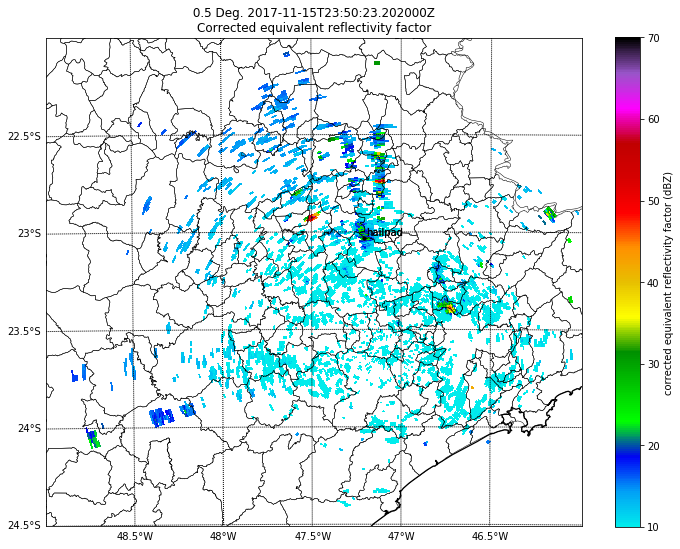 0.5 Deg. 2017-11-15T23:50:23.202000Z
Corrected equivalent reflectivity factor
70
60
50
40
30
20
10
corrected equivalent reflectivity factor (dBZ)
22.5°S
23°S
23.5°S
24°S
24.5°S
hailpad
48.5°W
48°W
47.5°W
47°W
46.5°W